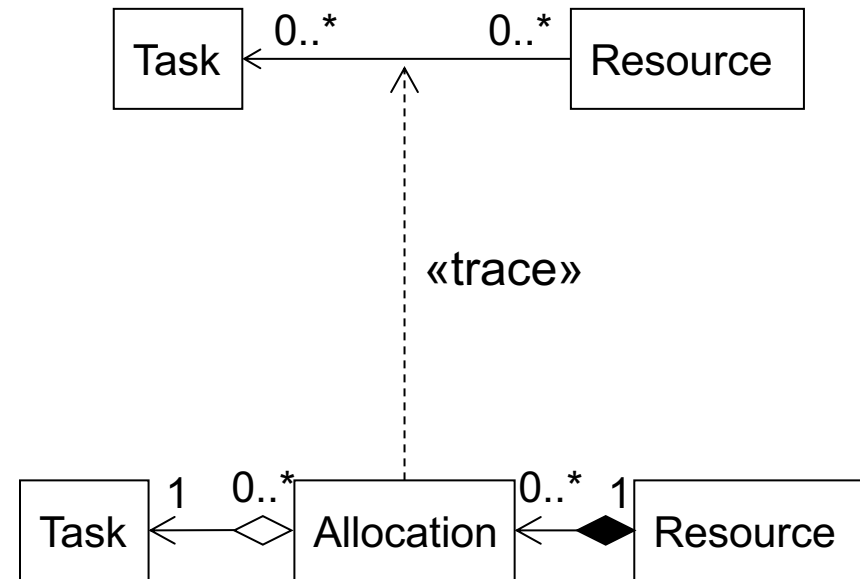 0..* 0..*
Task Resource
«trace»
1 0..* 0..* 1
Task Allocation Resource